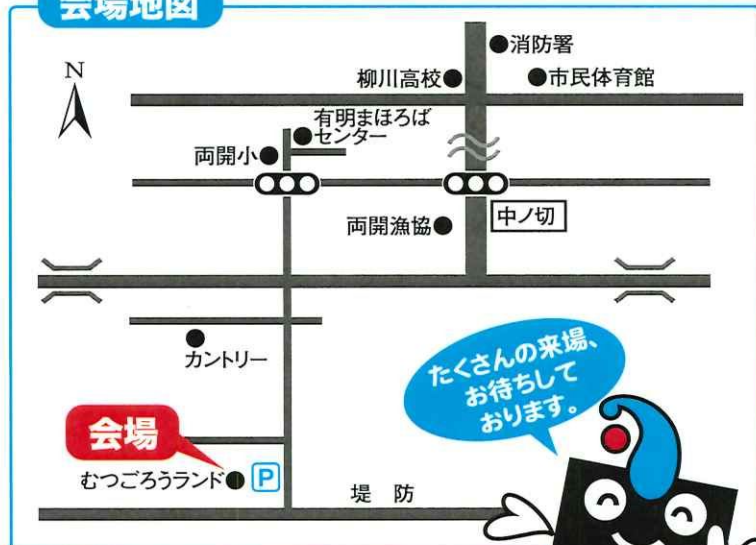 会場地図
N
消防署
柳川高校
市民体育館
有明まほろば
センター
両開小
両開漁協
中ノ切
カントリー
たくさんの来場、
お待ちして
おります。
会場
むつごろうランド
P
堤防